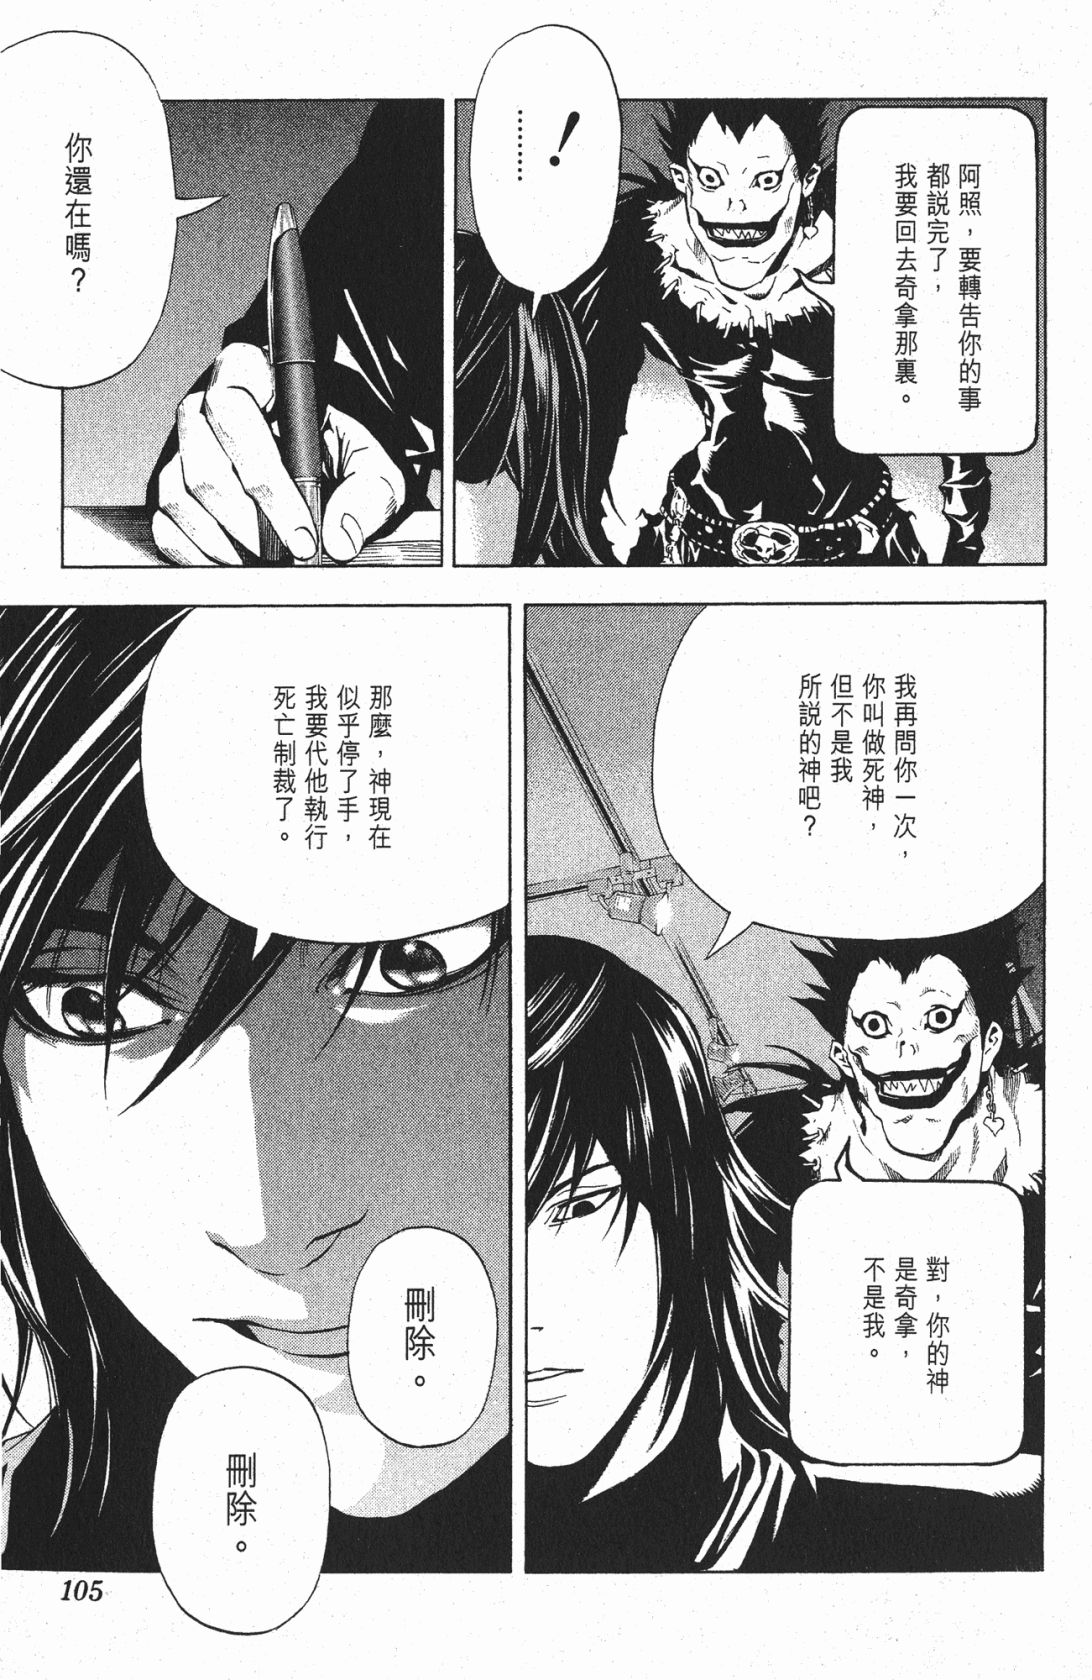 阿照，要轉告你的事
都説完了，
我要回去奇拿那裏。
！
………
你還在嗎？
我再問你一次，
你叫做死神，
但不是我
所説的神吧？
對，你的神
是奇拿，
不是我。
那麼，神現在
似乎停了手，
我要代他執行
死亡制裁了。
刪除。
刪除。
105